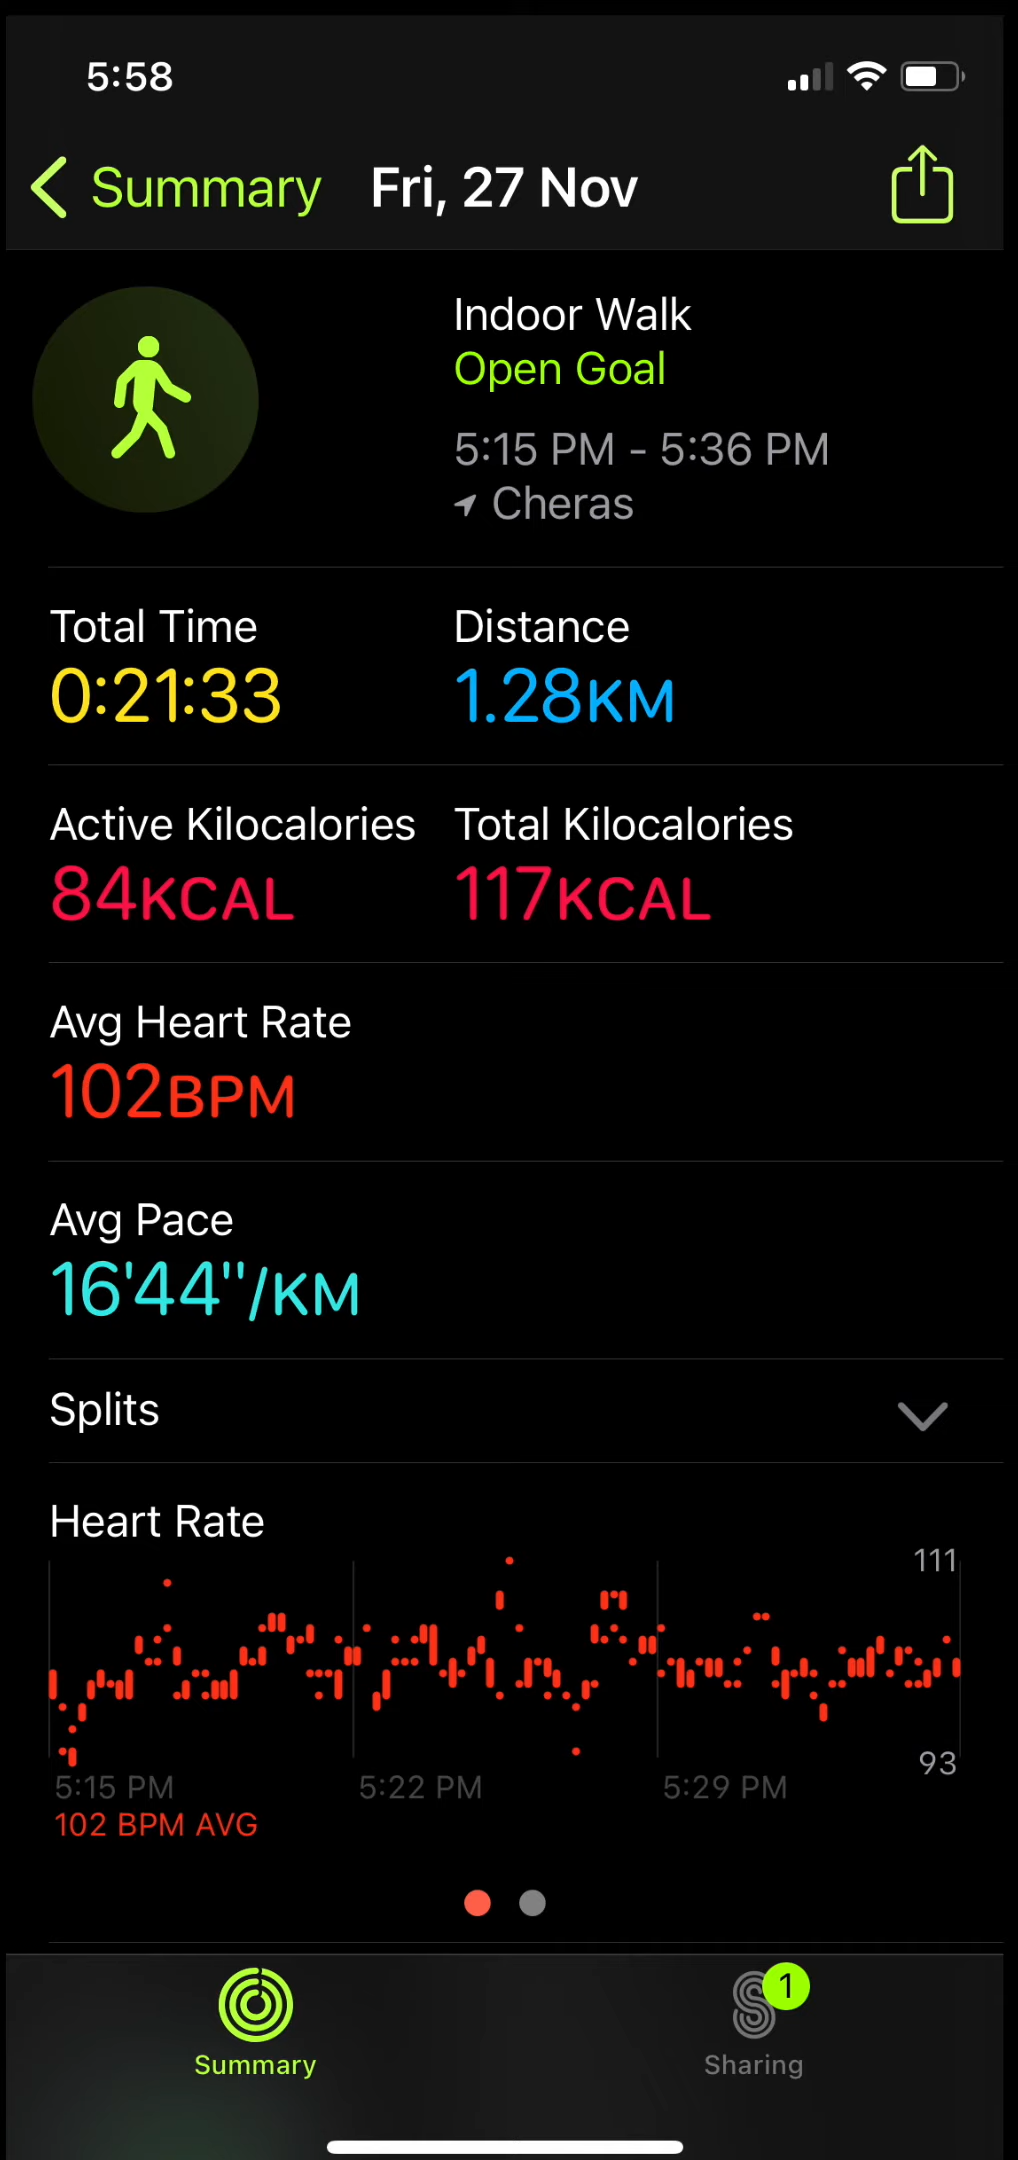 5:58
Summary Fri, 27 Nov
Indoor Walk
Open Goal
5:15 PM - 5:36 PM
Cheras
Total Time Distance
0:21:33 1.28KM
Active Kilocalories Total Kilocalories
84KCAL 117KCAL
Avg Heart Rate
102BPM
Avg Pace
16'44"/KM
Splits
Heart Rate
111
93
5:15 PM 5:22 PM 5:29 PM
102 BPM AVG
1
Summary Sharing